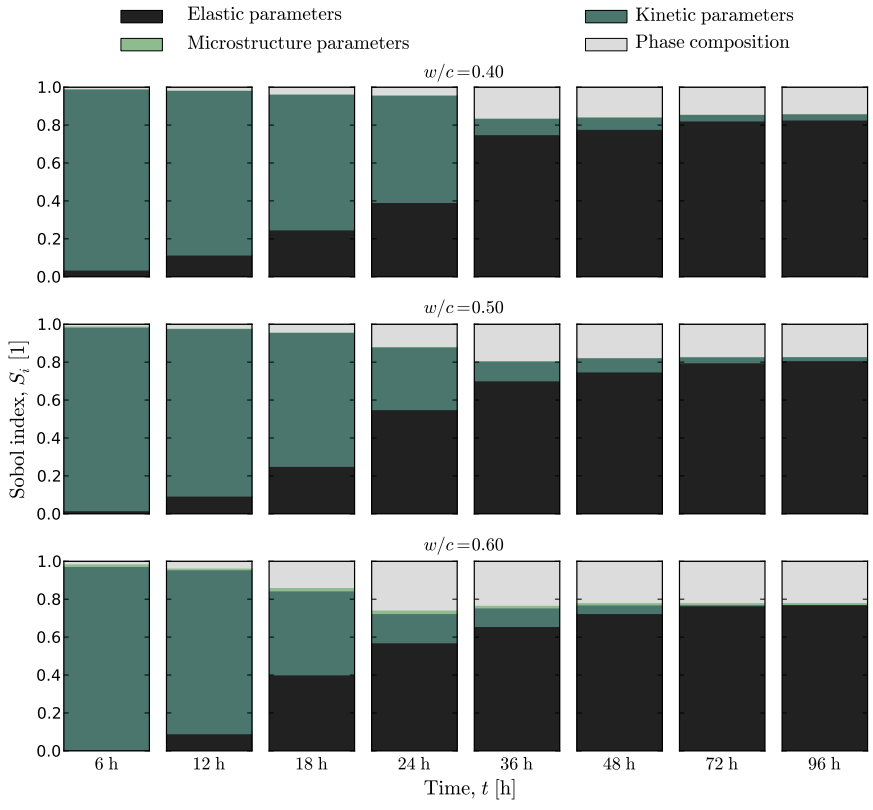 Elastic parameters
Kinetic parameters
Microstructure parameters
Phase composition
w/c=0.40
1.0
0.8
0.6
0.4
0.2
0.0
w/c=0.50
1.0
0.8
0.6
0.4
0.2
0.0
Sobol index, S_i [1]
w/c=0.60
1.0
0.8
0.6
0.4
0.2
0.0
6 h 12 h 18 h 24 h 36 h 48 h 72 h 96 h
Time, t [h]